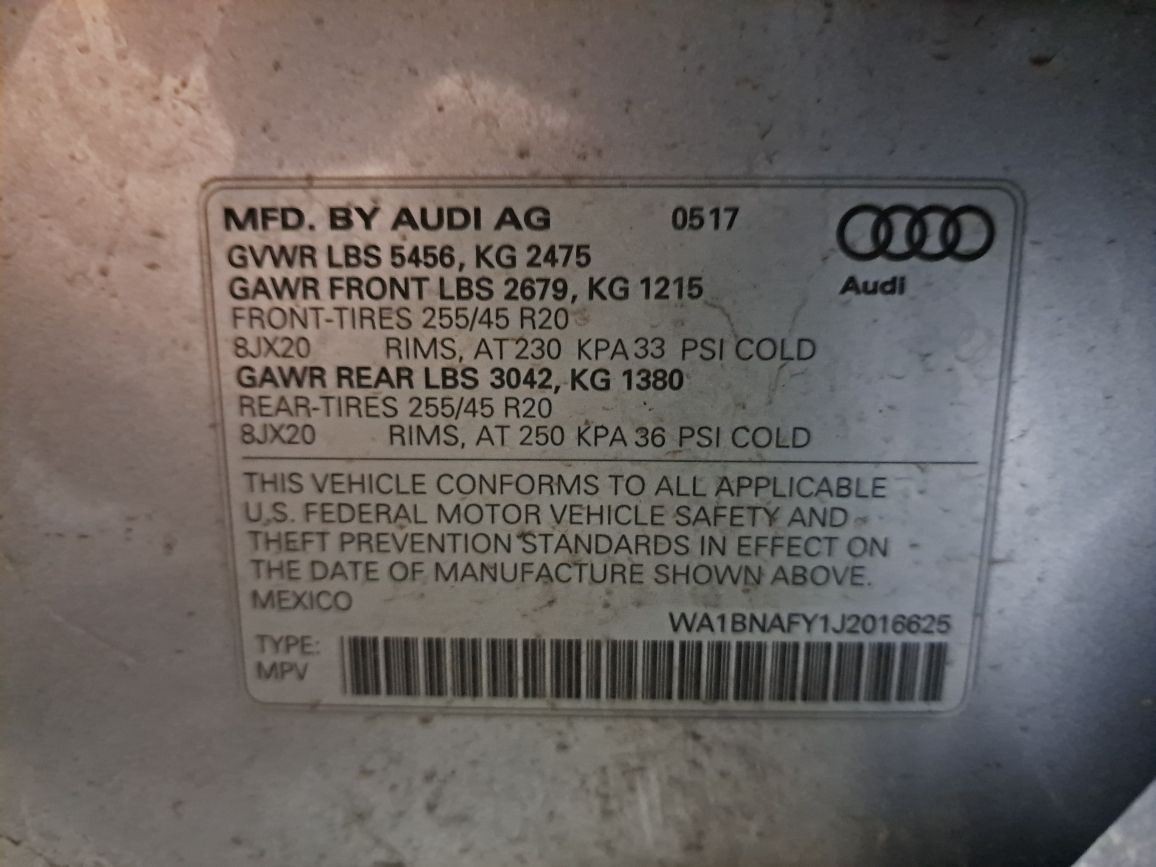 MFD. BY AUDI AG 0517
GVWR LBS 5456, KG 2475
GAWR FRONT LBS 2679, KG 1215
Audi
FRONT-TIRES 255/45 R20
8JX20 RIMS, AT 230 KPA 33 PSI COLD
GAWR REAR LBS 3042, KG 1380
REAR-TIRES 255/45 R20
8JX20 RIMS, AT 250 KPA 36 PSI COLD
THIS VEHICLE CONFORMS TO ALL APPLICABLE
U.S. FEDERAL MOTOR VEHICLE SAFETY AND
THEFT PREVENTION STANDARDS IN EFFECT ON
THE DATE OF MANUFACTURE SHOWN ABOVE.
MEXICO
WA1BNAFY1J2016625
TYPE:
MPV